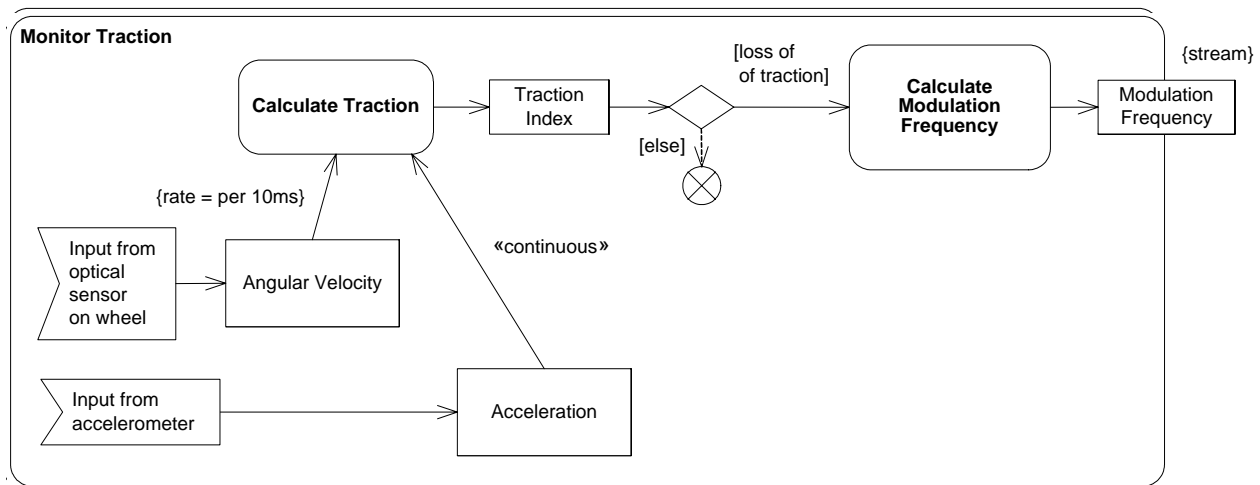 Monitor Traction
Calculate Traction
Traction
Index
[loss of
of traction]
[else]
Calculate
Modulation
Frequency
{stream}
Modulation
Frequency
{rate = per 10ms}
Input from
optical
sensor
on wheel
Angular Velocity
«continuous»
Input from
accelerometer
Acceleration